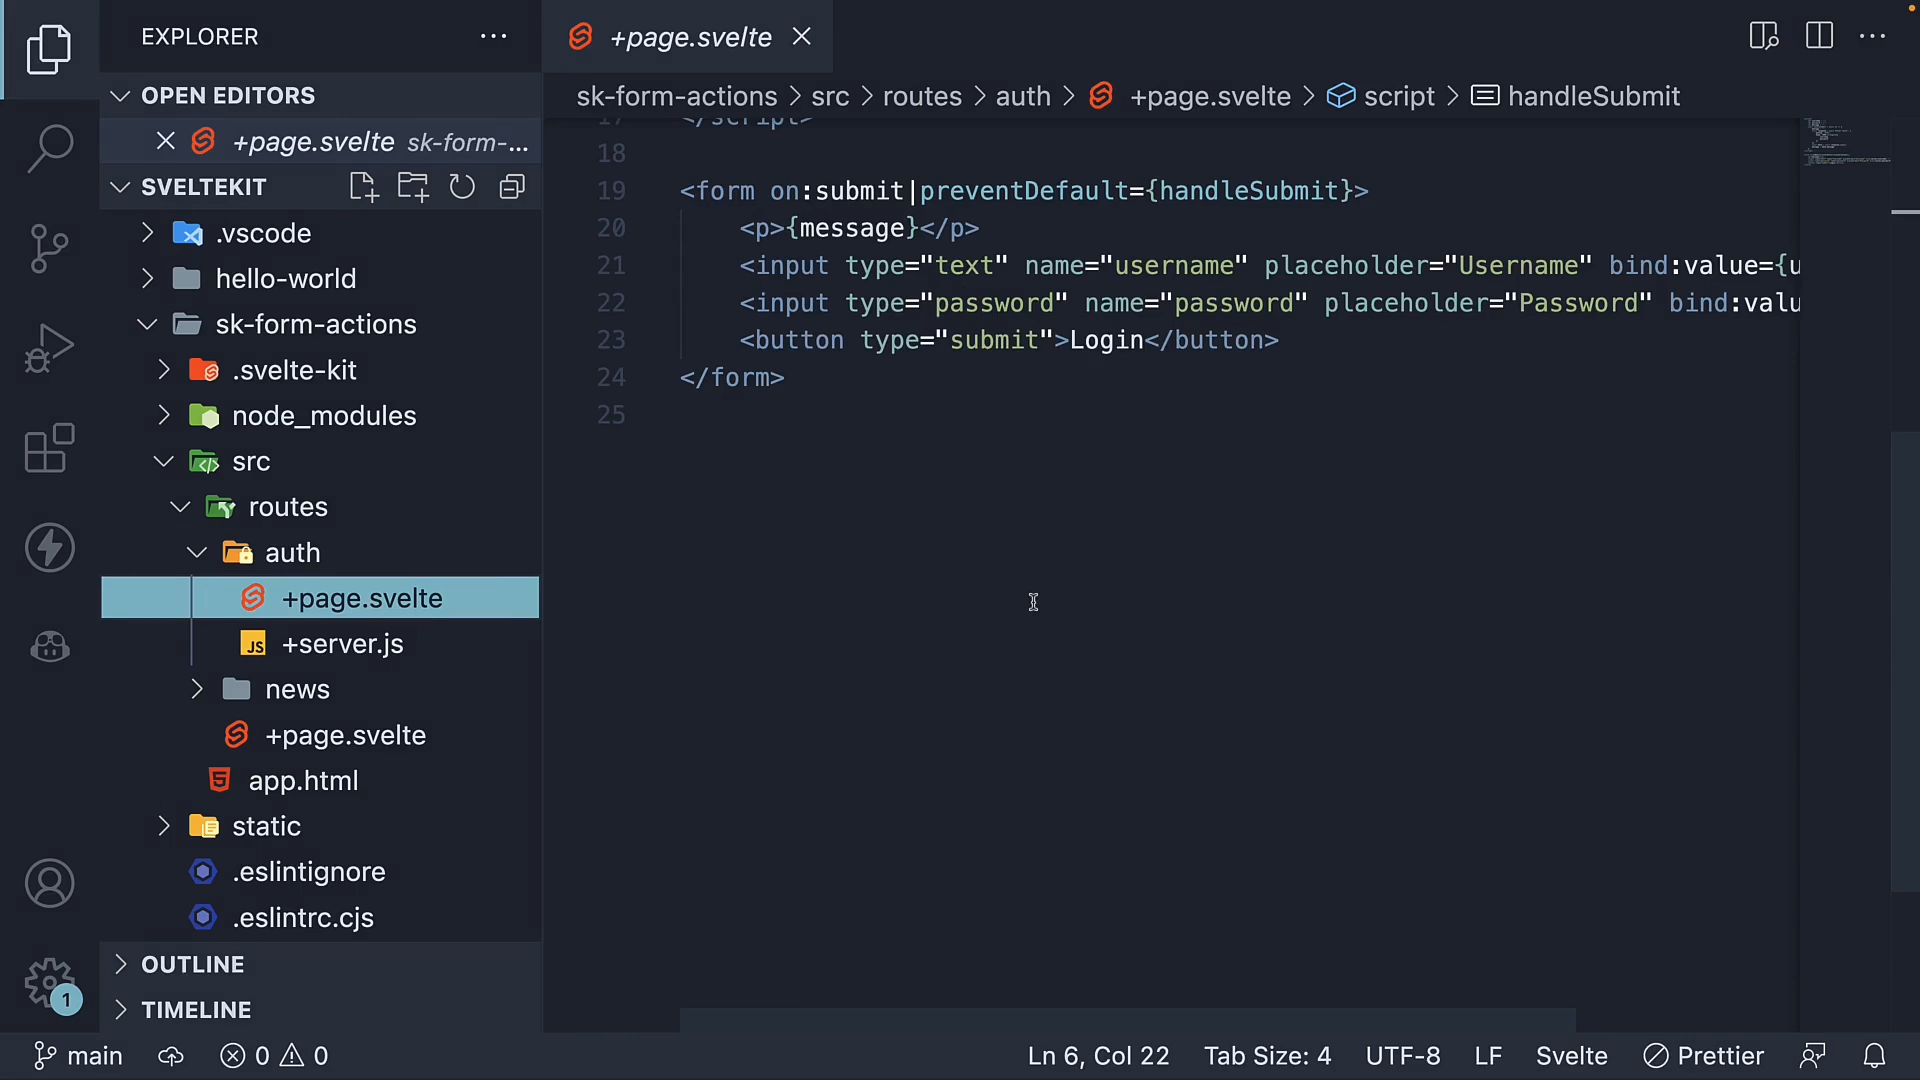 EXPLORER
OPEN EDITORS
+page.svelte sk-form-...
SVELTEKIT
.vscode
hello-world
sk-form-actions
.svelte-kit
node_modules
src
routes
auth
+page.svelte
JS +server.js
news
+page.svelte
app.html
static
.eslintignore
.eslintrc.cjs
OUTLINE
TIMELINE
1
+page.svelte
sk-form-actions > src > routes > auth > +page.svelte > script > handleSubmit
17 </script>
18
19 <form on:submit|preventDefault={handleSubmit}>
20 <p>{message}</p>
21 <input type="text" name="username" placeholder="Username" bind:value={u
22 <input type="password" name="password" placeholder="Password" bind:valu
23 <button type="submit">Login</button>
24 </form>
25
main 0 0 Ln 6, Col 22 Tab Size: 4 UTF-8 LF Svelte Prettier